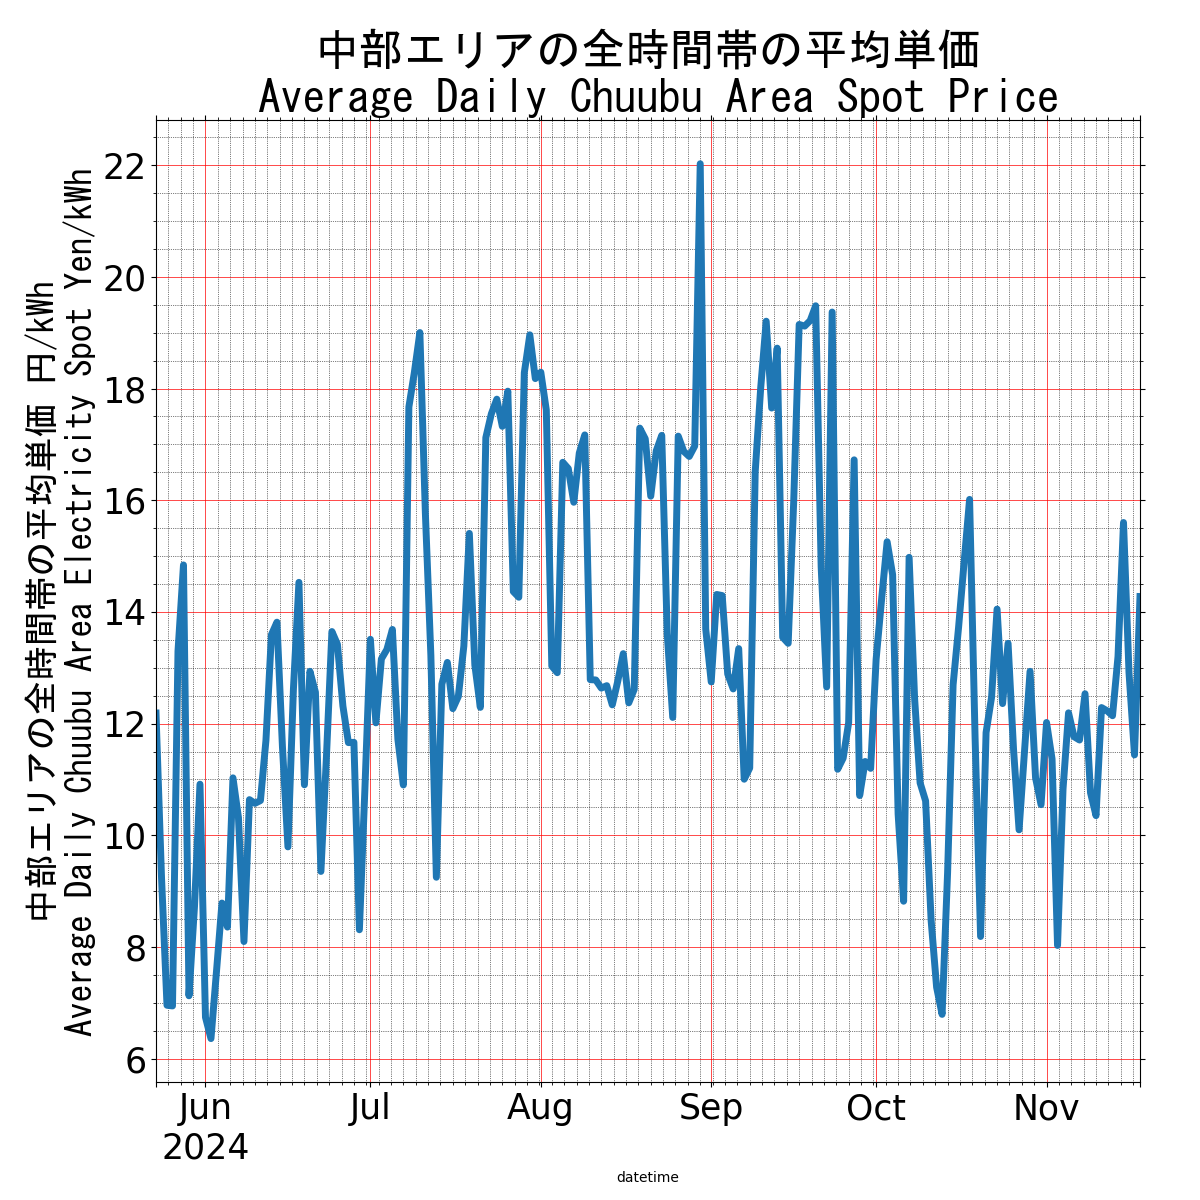 中部エリアの全時間帯の平均単価
Average Daily Chuubu Area Spot Price
中部エリアの全時間帯の平均単価 円/kWh
Average Daily Chuubu Area Electricity Spot Yen/kWh
22
20
18
16
14
12
10
8
6
Jun Jul Aug Sep Oct Nov
2024
datetime